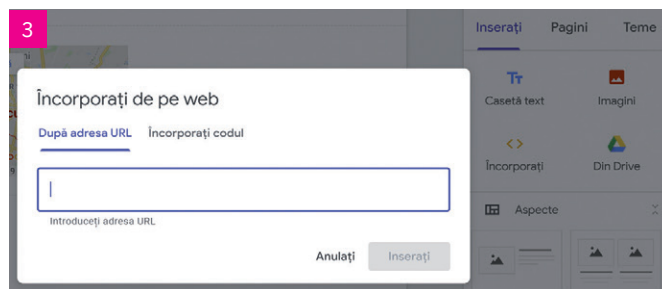 3
Inserați Pagini Teme
Tт
Casetă text Imagini
Încorporați de pe web
După adresa URL Încorporați codul
Încorporați Din Drive
Introduceți adresa URL
Aspecte
Anulați Inserați